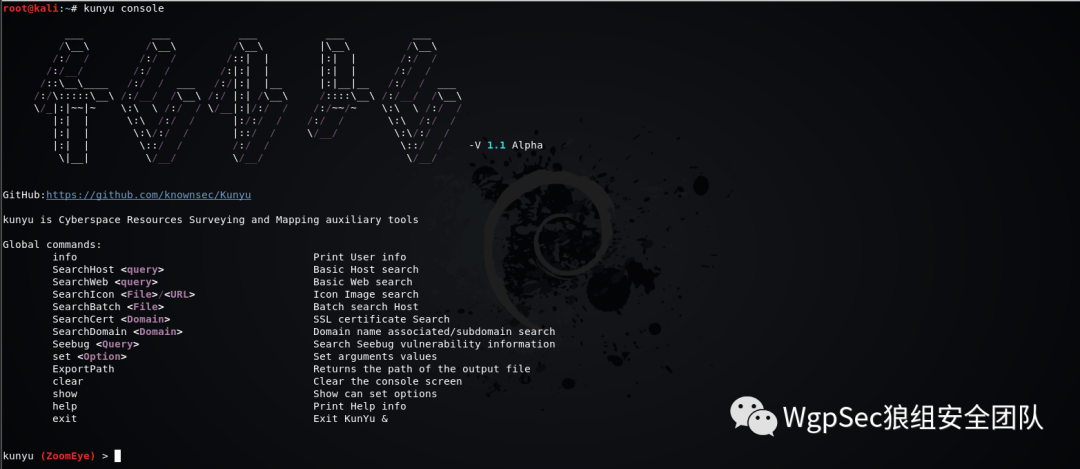 root@kali:~# kunyu console
-V 1.1 Alpha
GitHub:https://github.com/knownsec/Kunyu
kunyu is Cyberspace Resources Surveying and Mapping auxiliary tools
Global commands:
info Print User info
SearchHost <query> Basic Host search
SearchWeb <query> Basic Web search
SearchIcon <File>/<URL> Icon Image search
SearchBatch <File> Batch search Host
SearchCert <Domain> SSL certificate Search
SearchDomain <Domain> Domain name associated/subdomain search
Seebug <Query> Search Seebug vulnerability information
set <Option> Set arguments values
ExportPath Returns the path of the output file
clear Clear the console screen
show Show can set options
help Print Help info
exit Exit KunYu &
WgpSec狼组安全团队
kunyu (ZoomEye) >